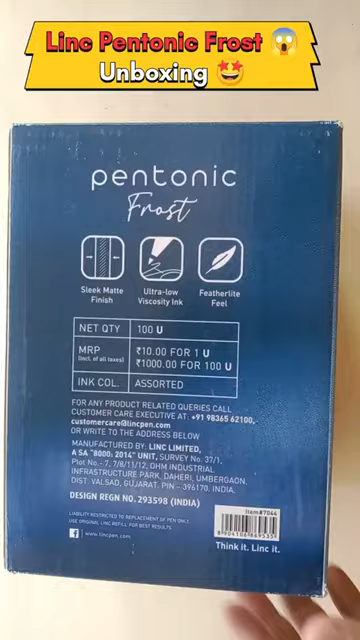 Linc Pentonic Frost 😱
Unboxing 🤩
pentonic
Frost
Sleek Matte
Finish
Ultra-low
Viscosity Ink
Featherlite
Feel
NET QTY 100 U
MRP (Incl. of all taxes) ₹10.00 FOR 1 U
₹1000.00 FOR 100 U
INK COL. ASSORTED
FOR ANY PRODUCT RELATED QUERIES CALL
CUSTOMER CARE EXECUTIVE AT. +91 98365 62100,
customercare@lincpen.com
OR WRITE TO THE ADDRESS BELOW
MANUFACTURED BY: LINC LIMITED,
A SA "8000: 2014" UNIT, SURVEY No. 37/1,
Plot No.- 7, 7/8/11/12, OHM INDUSTRIAL
INFRASTRUCTURE PARK, DAHERI, UMBERGAON,
DIST. VALSAD, GUJARAT. PIN - 396170. INDIA.
DESIGN REGN NO. 293598 (INDIA)
LIABILITY RESTRICTED TO REPLACEMENT OF PEN ONLY
USE ORIGINAL LINC REFILL FOR BEST RESULTS.
www.lincpen.com
Item#7044
8904106869535
Think it. Linc it.